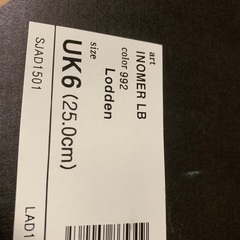 art
INOMER LB
color 992
Lodden
size
UK6 (25.0cm)
SJAD1501
LAD1